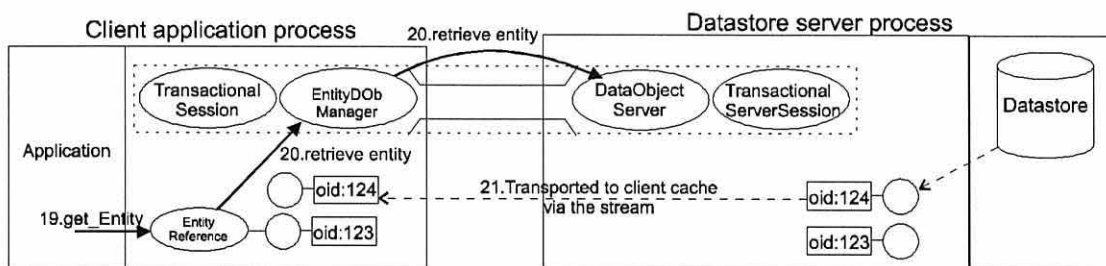 Client application process
Datastore server process
20.retrieve entity
Transactional
Session
EntityDOb
Manager
DataObject
Server
Transactional
ServerSession
Datastore
Application
20.retrieve entity
19.get_Entity
Entity
Reference
oid:124
oid:123
21.Transported to client cache
via the stream
oid:124
oid:123